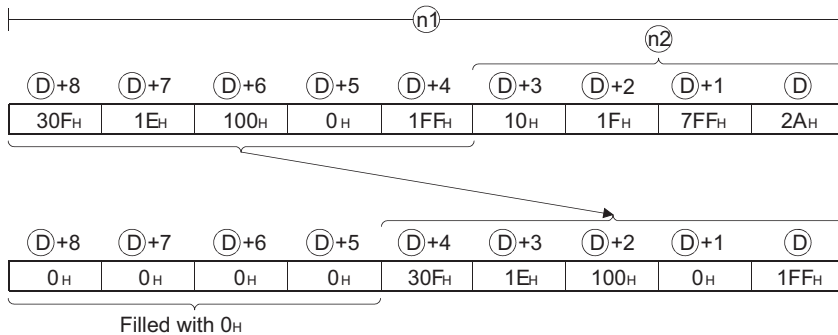 n1
n2
D+8 D+7 D+6 D+5 D+4 D+3 D+2 D+1 D
30FH 1EH 100H 0H 1FFH 10H 1FH 7FFH 2AH
D+8 D+7 D+6 D+5 D+4 D+3 D+2 D+1 D
0H 0H 0H 0H 30FH 1EH 100H 0H 1FFH
Filled with 0H